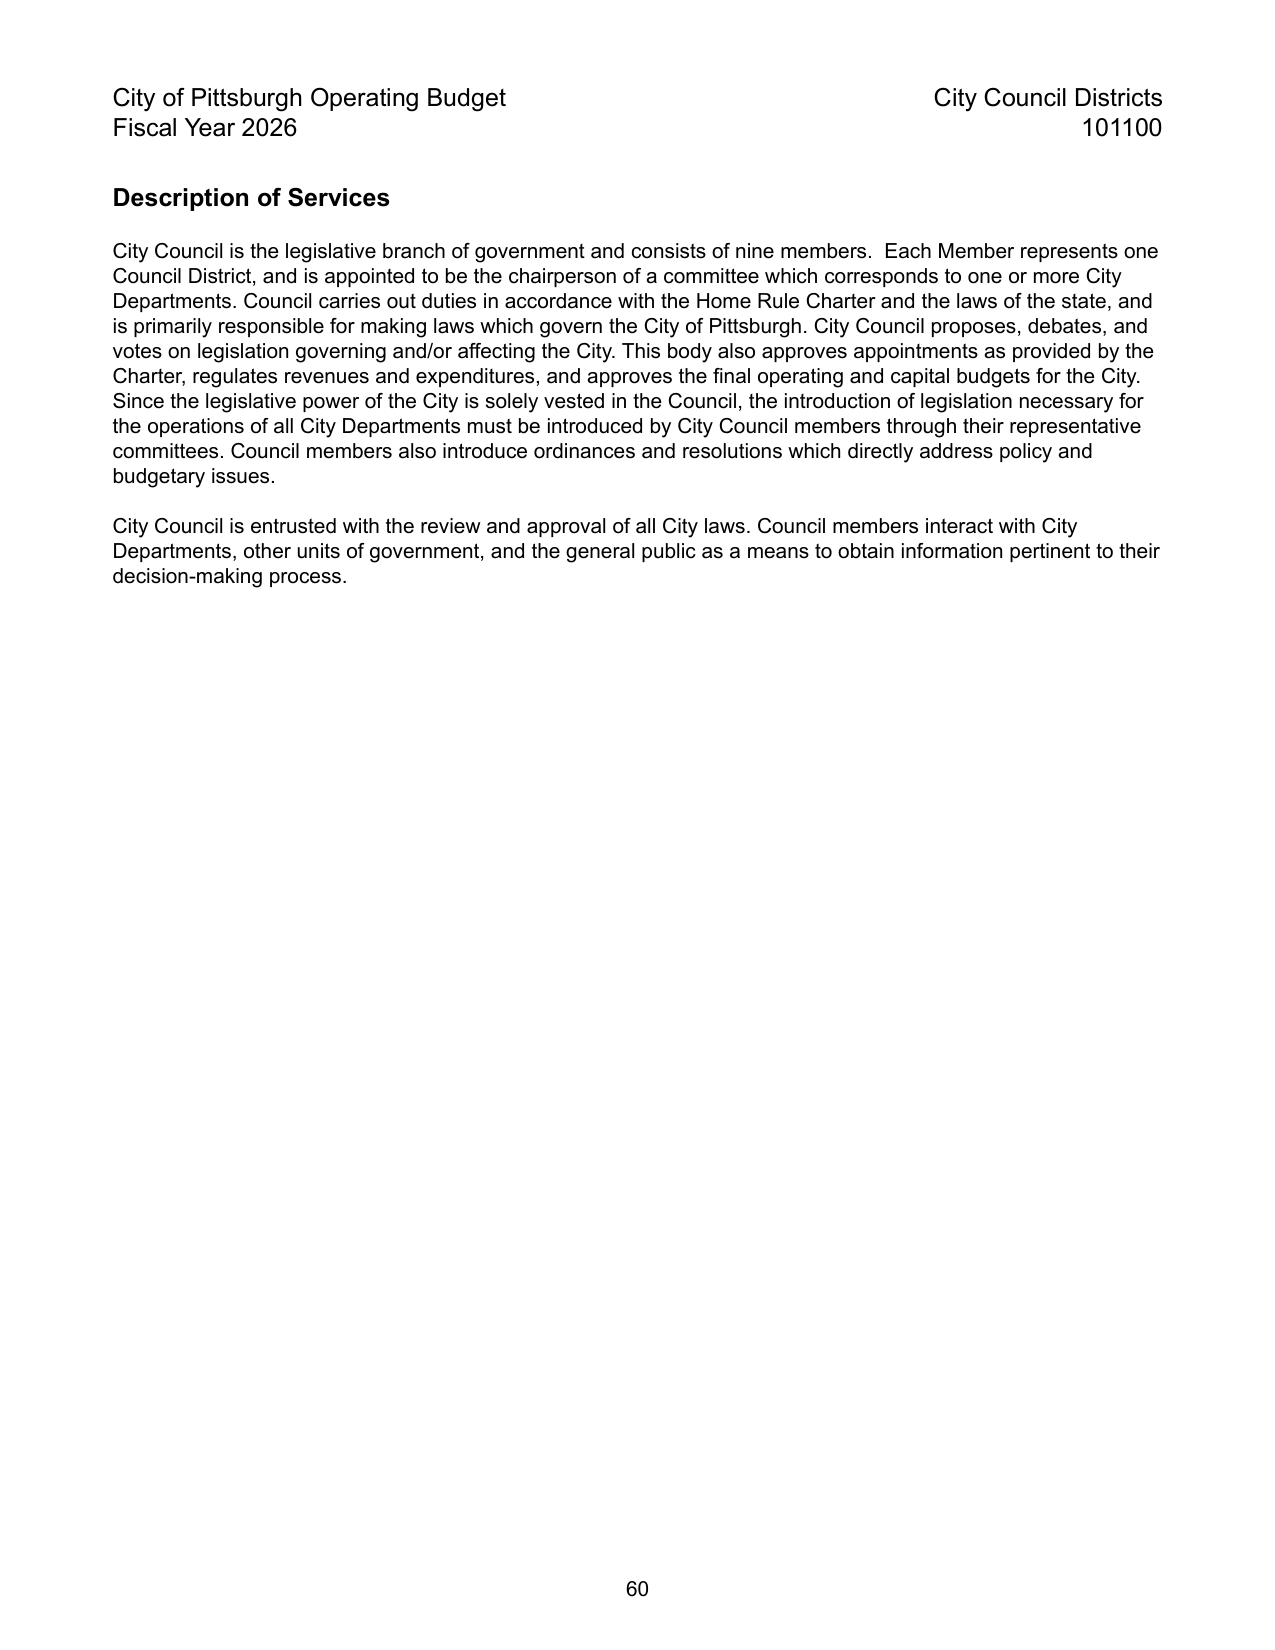 City of Pittsburgh Operating Budget
Fiscal Year 2026
City Council Districts
101100
Description of Services
City Council is the legislative branch of government and consists of nine members.  Each Member represents one
Council District, and is appointed to be the chairperson of a committee which corresponds to one or more City
Departments. Council carries out duties in accordance with the Home Rule Charter and the laws of the state, and
is primarily responsible for making laws which govern the City of Pittsburgh. City Council proposes, debates, and
votes on legislation governing and/or affecting the City. This body also approves appointments as provided by the
Charter, regulates revenues and expenditures, and approves the final operating and capital budgets for the City.
Since the legislative power of the City is solely vested in the Council, the introduction of legislation necessary for
the operations of all City Departments must be introduced by City Council members through their representative
committees. Council members also introduce ordinances and resolutions which directly address policy and
budgetary issues.
City Council is entrusted with the review and approval of all City laws. Council members interact with City
Departments, other units of government, and the general public as a means to obtain information pertinent to their
decision-making process.
60